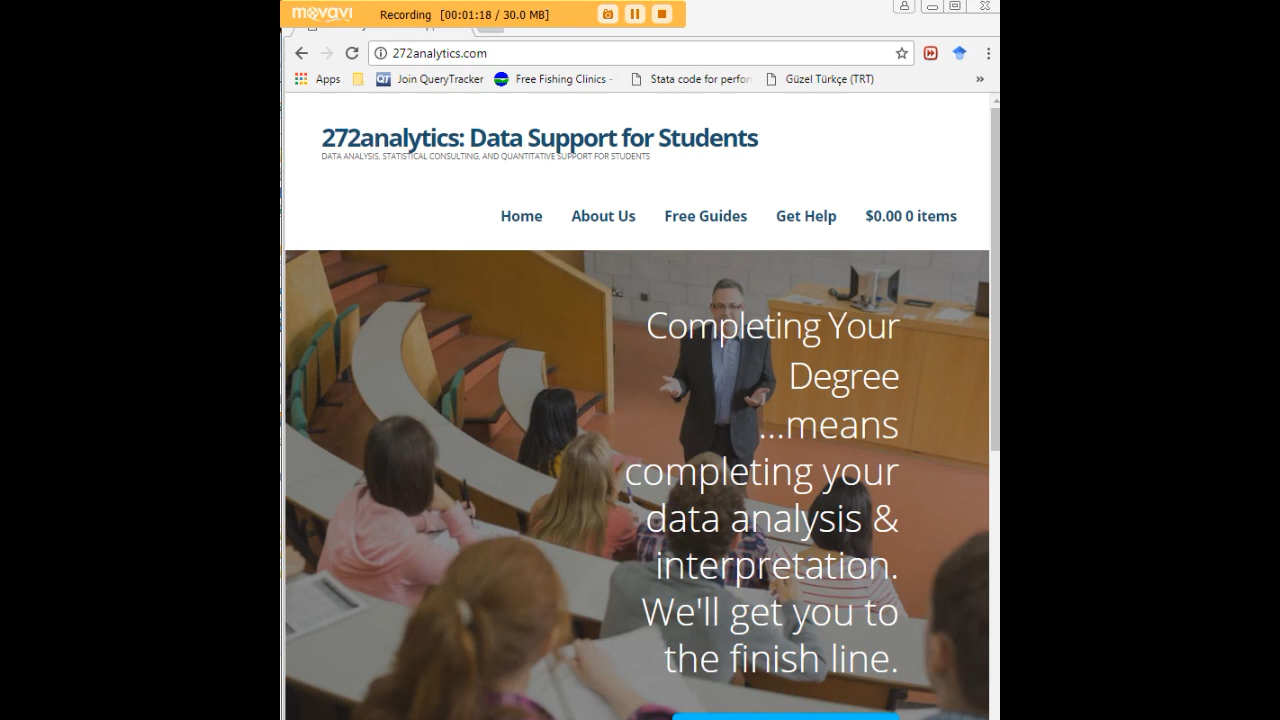 movavi Recording [00:01:18 / 30.0 MB]
272analytics.com
Apps QT Join QueryTracker Free Fishing Clinics - Stata code for perfor Güzel Türkçe (TRT) »
272analytics: Data Support for Students
DATA ANALYSIS, STATISTICAL CONSULTING, AND QUANTITATIVE SUPPORT FOR STUDENTS
Home About Us Free Guides Get Help $0.00 0 items
Completing Your
Degree
...means
completing your
data analysis &
interpretation.
We'll get you to
the finish line.